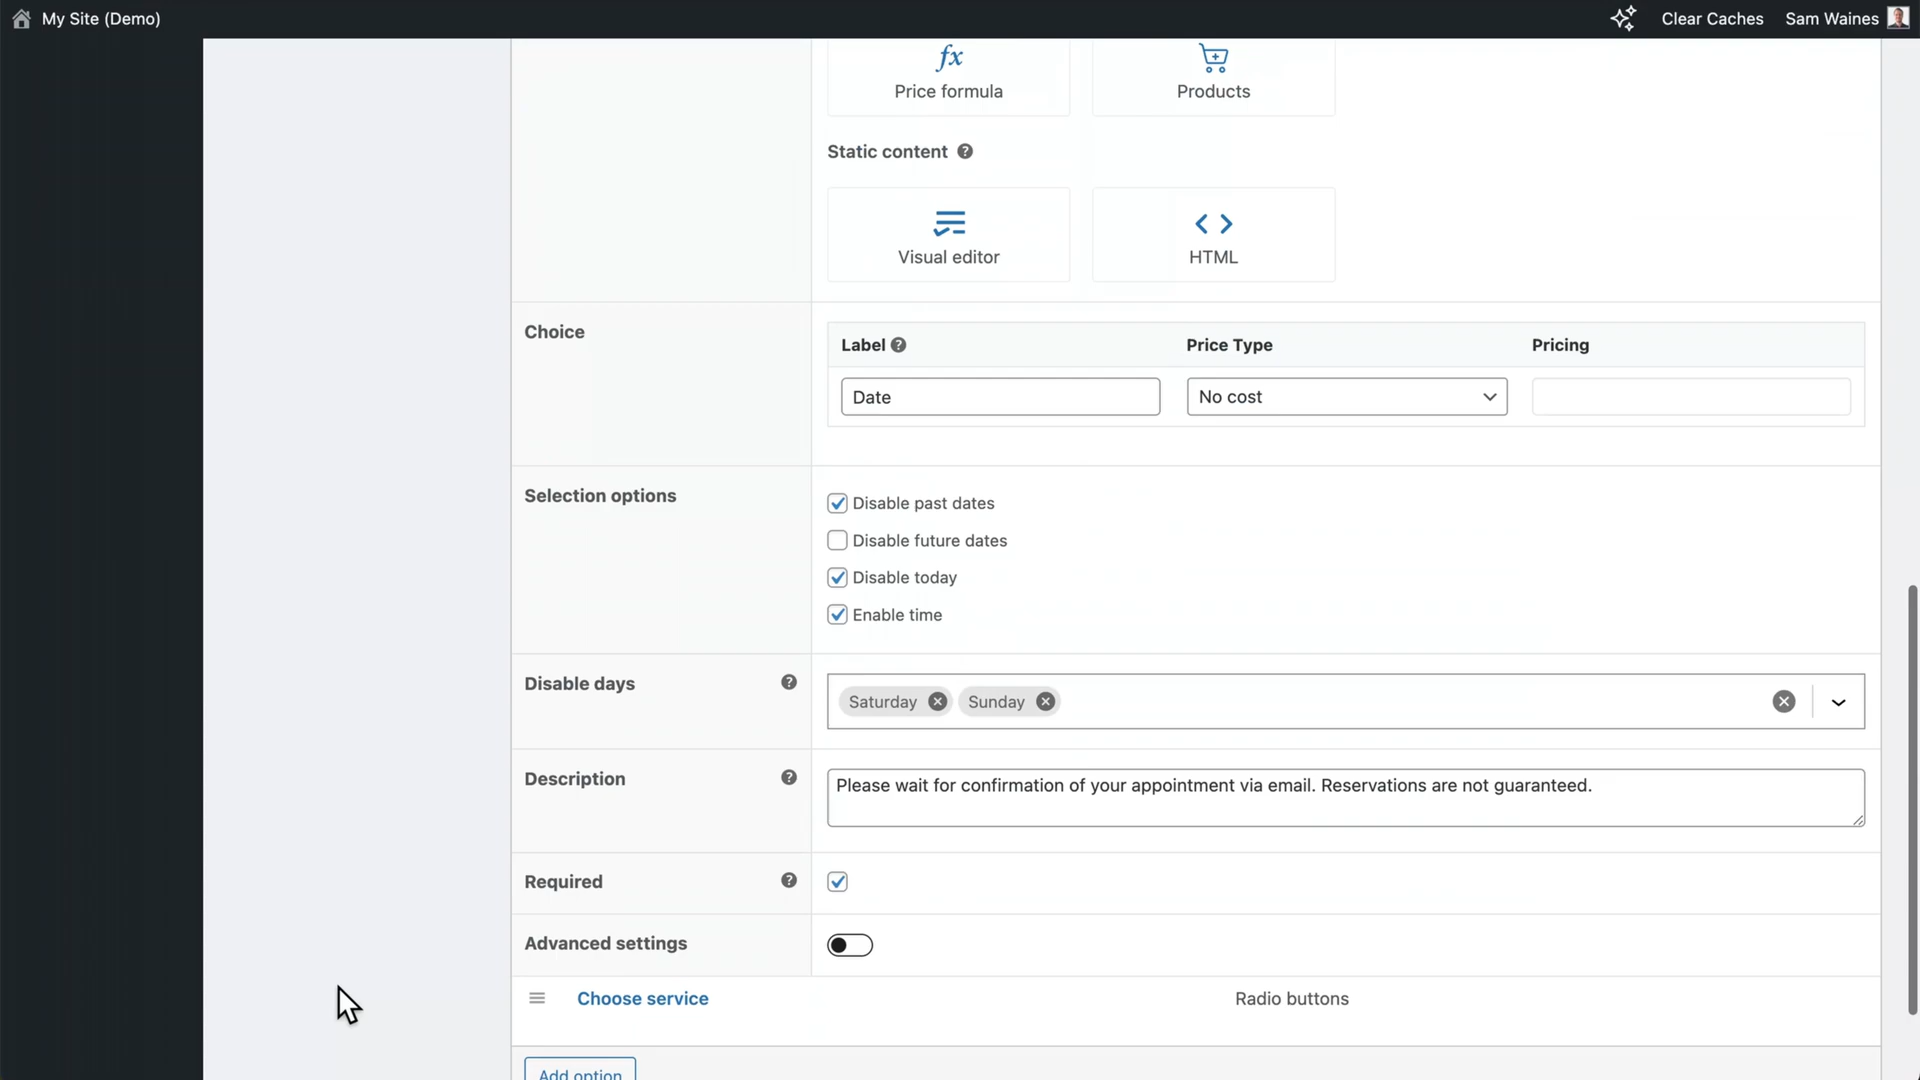 My Site (Demo)
Clear Caches
Sam Waines
fx
Price formula
Products
Static content
Visual editor
HTML
Choice
Label
Price Type
Pricing
Date
No cost
Selection options
Disable past dates
Disable future dates
Disable today
Enable time
Disable days
Saturday
Sunday
Description
Please wait for confirmation of your appointment via email. Reservations are not guaranteed.
Required
Advanced settings
Choose service
Radio buttons
Add option